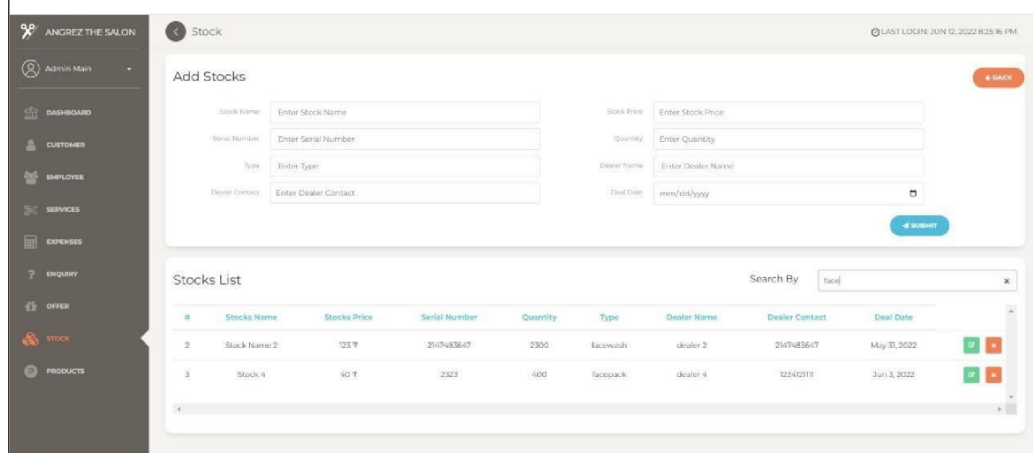 ANGREZ THE SALON
Stock
LAST LOGIN: JUN 12, 2022 8:25:16 PM
Admin Main
Add Stocks
BACK
DASHBOARD
CUSTOMER
EMPLOYEE
SERVICES
EXPENSES
ENQUIRY
OFFER
STOCK
PRODUCTS
Stock Name Enter Stock Name Stock Price Enter Stock Price
Serial Number Enter Serial Number Quantity Enter Quantity
Type Enter Type Dealer Name Enter Dealer Name
Dealer Contact Enter Dealer Contact Deal Date mm/dd/yyyy
SUBMIT
Stocks List Search By face
# Stocks Name Stocks Price Serial Number Quantity Type Dealer Name Dealer Contact Deal Date
2 Stock Name 2 123 ₹ 2147483647 2300 facewash dealer 2 2147483647 May 31, 2022
3 Stock 4 40 ₹ 2323 400 facepack dealer 4 Jun 3, 2022